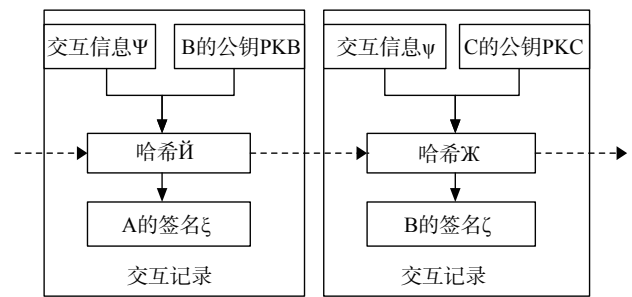 交互信息Ψ
B的公钥PKB
交互信息ψ
C的公钥PKC
哈希Й
哈希Ж
A的签名ξ
B的签名ζ
交互记录
交互记录